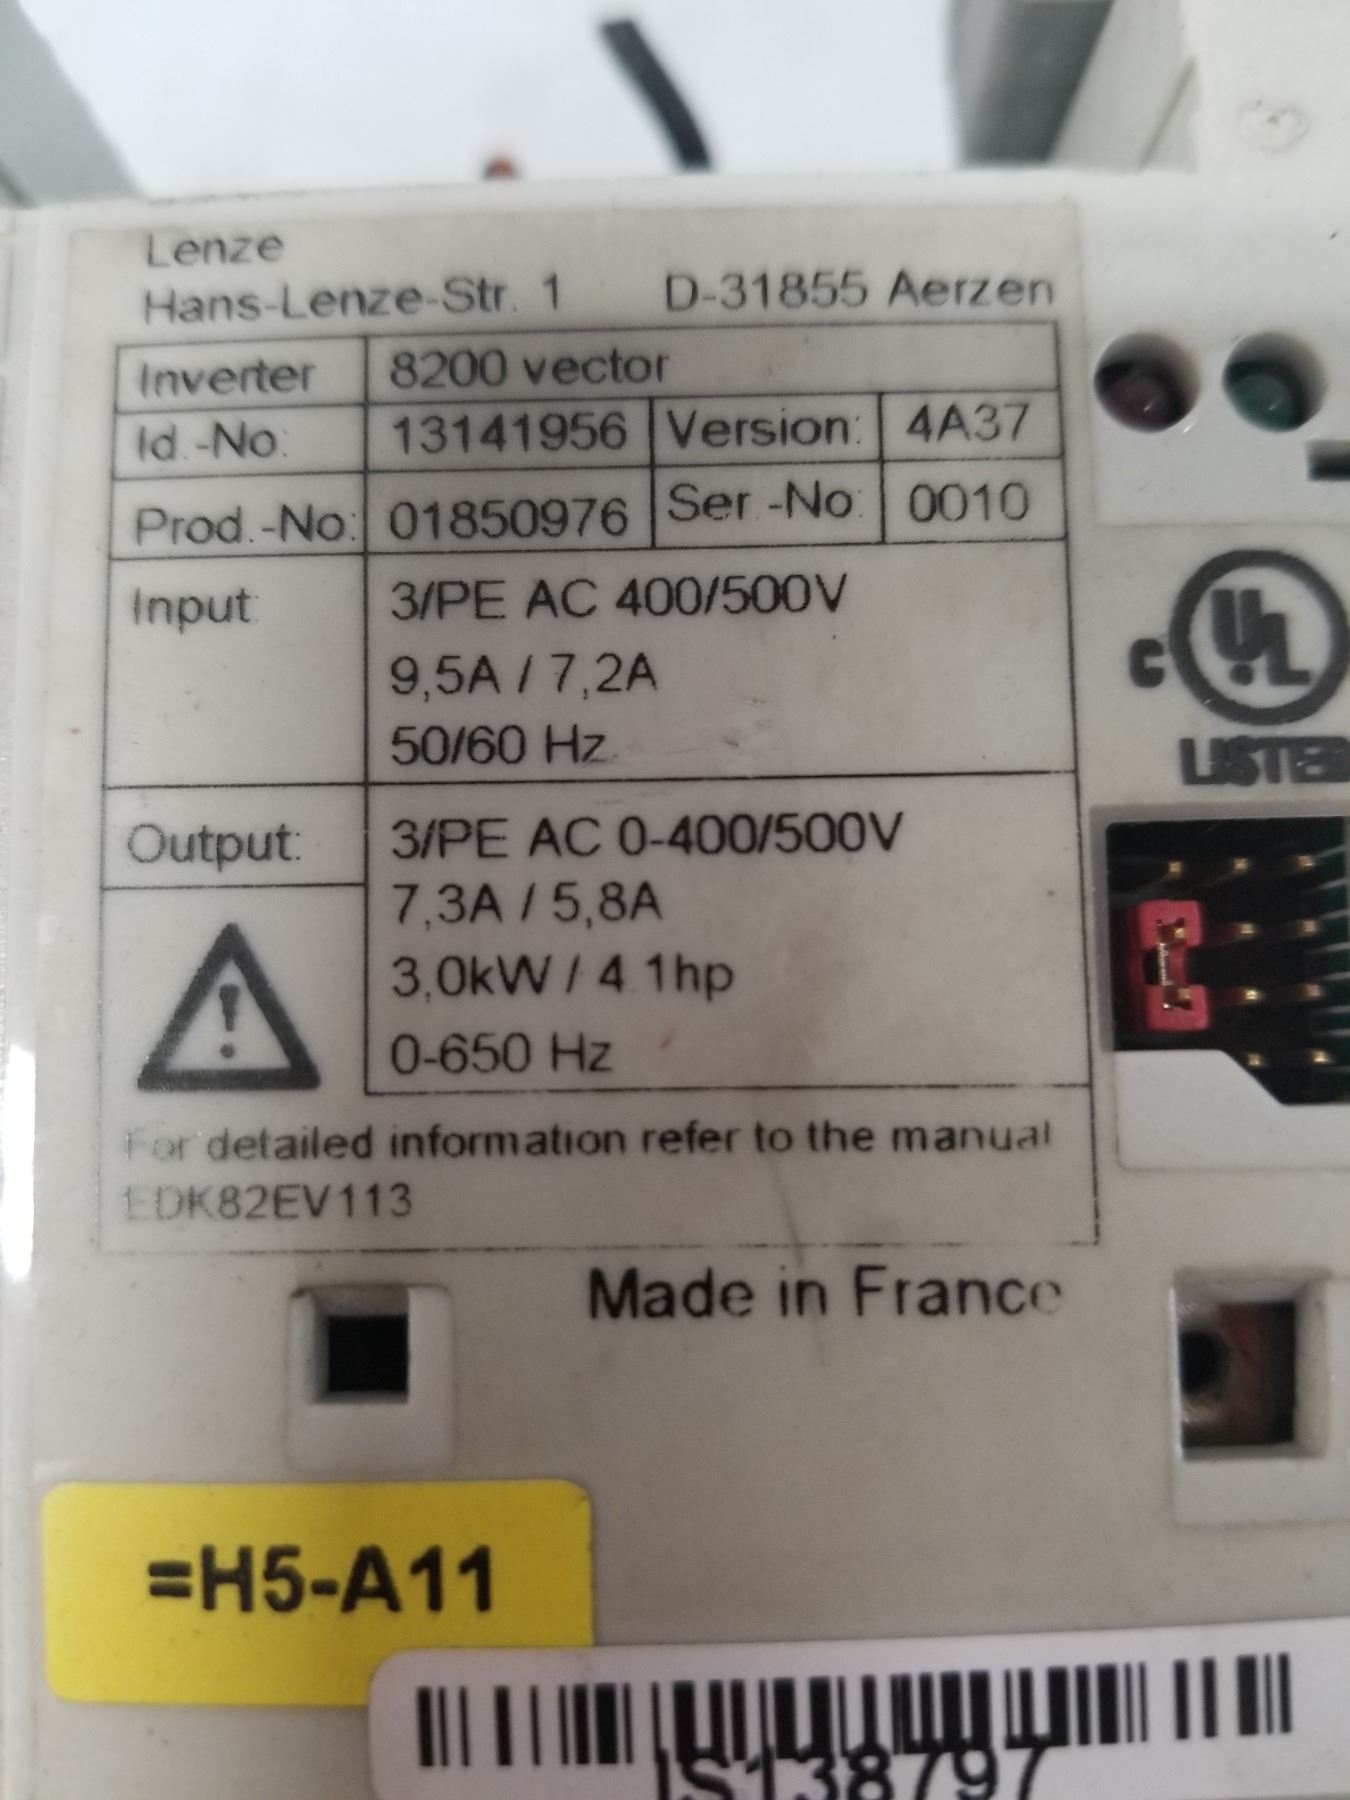 Lenze
Hans-Lenze-Str. 1 D-31855 Aerzen
Inverter 8200 vector
Id.-No: 13141956 Version: 4A37
Prod.-No: 01850976 Ser.-No: 0010
Input: 3/PE AC 400/500V
9,5A / 7,2A
50/60 Hz
Output: 3/PE AC 0-400/500V
7,3A / 5,8A
3,0kW / 4.1hp
0-650 Hz
For detailed information refer to the manual
EDK82EV113
Made in France
C UL
LISTED
=H5-A11
IS138797